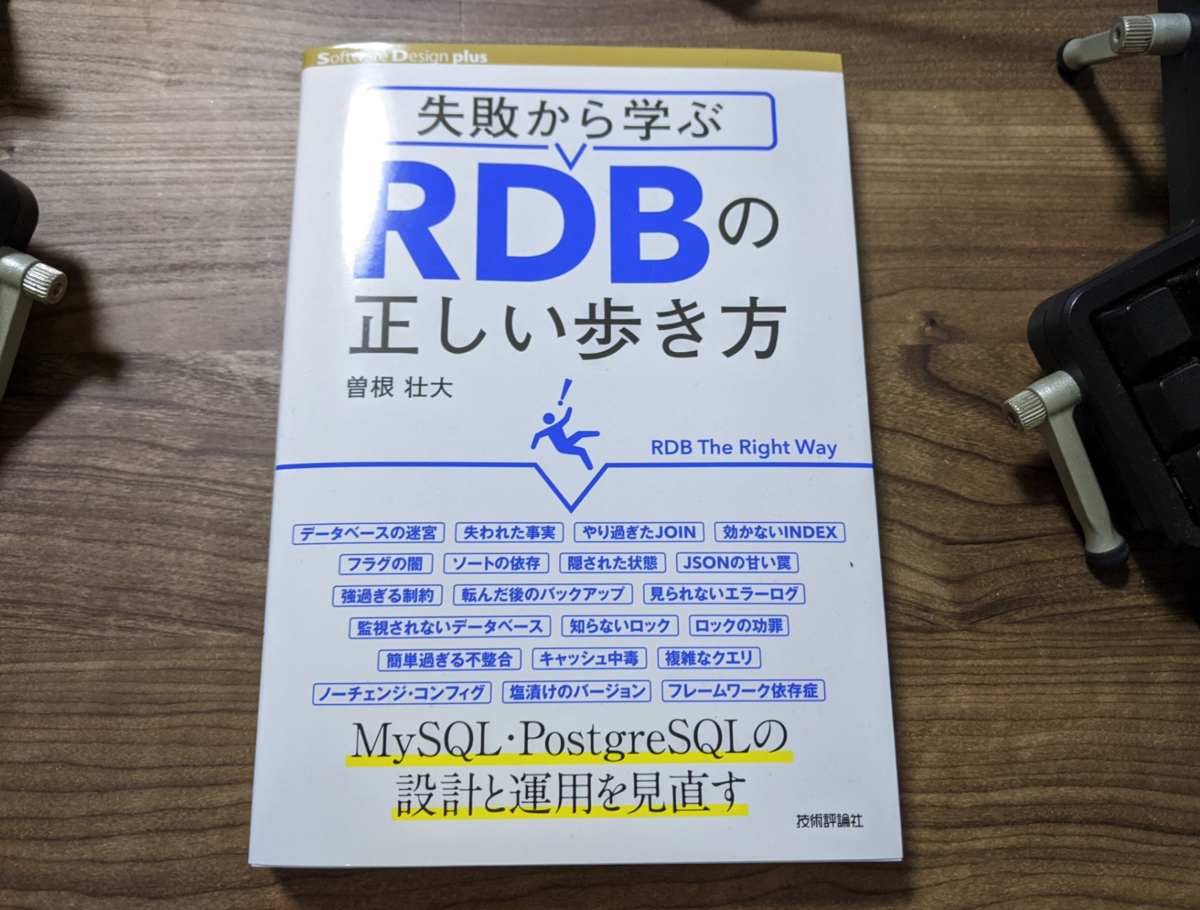 Software Design plus
失敗から学ぶ
RDBの
正しい歩き方
曽根 壮大
!
RDB The Right Way
データベースの迷宮 失われた事実 やり過ぎたJOIN 効かないINDEX
フラグの闇 ソートの依存 隠された状態 JSONの甘い罠
強過ぎる制約 転んだ後のバックアップ 見られないエラーログ
監視されないデータベース 知らないロック ロックの功罪
簡単過ぎる不整合 キャッシュ中毒 複雑なクエリ
ノーチェンジ・コンフィグ 塩漬けのバージョン フレームワーク依存症
MySQL・PostgreSQLの
設計と運用を見直す
技術評論社